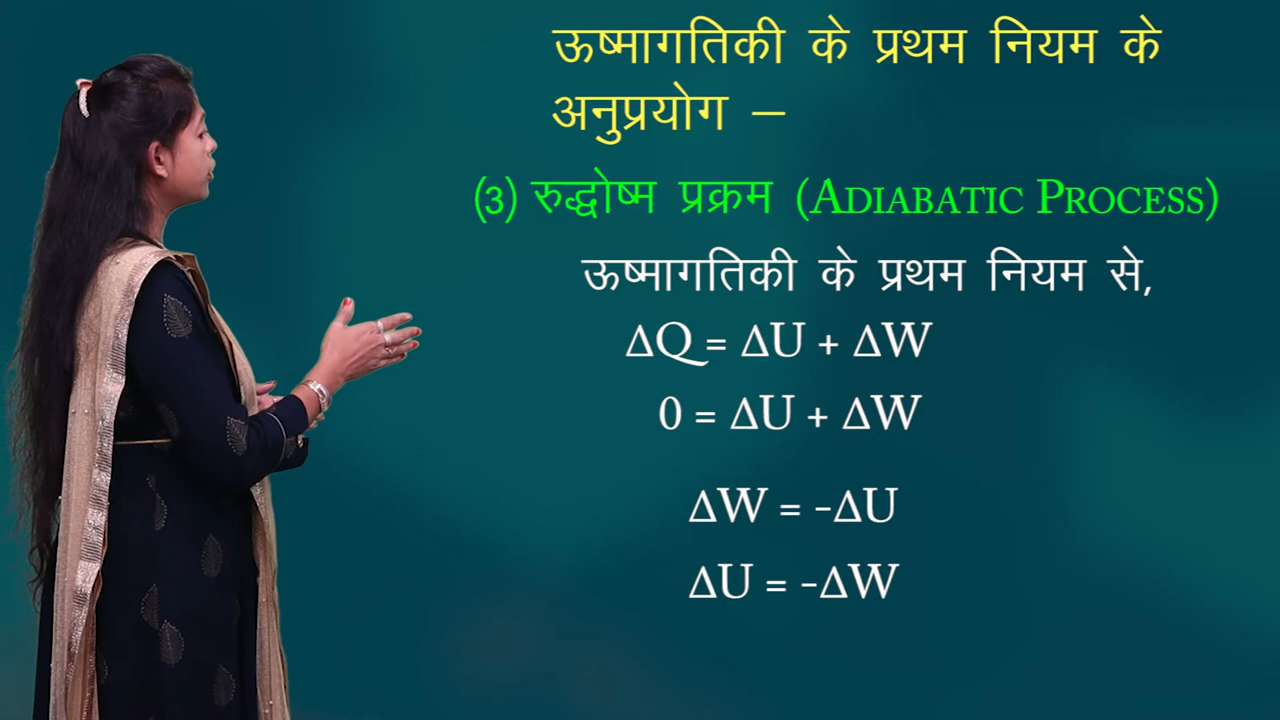 ऊष्मागतिकी के प्रथम नियम के
अनुप्रयोग –
(3) रुद्धोष्म प्रक्रम (ADIABATIC PROCESS)
ऊष्मागतिकी के प्रथम नियम से,
ΔQ = ΔU + ΔW
0 = ΔU + ΔW
ΔW = -ΔU
ΔU = -ΔW